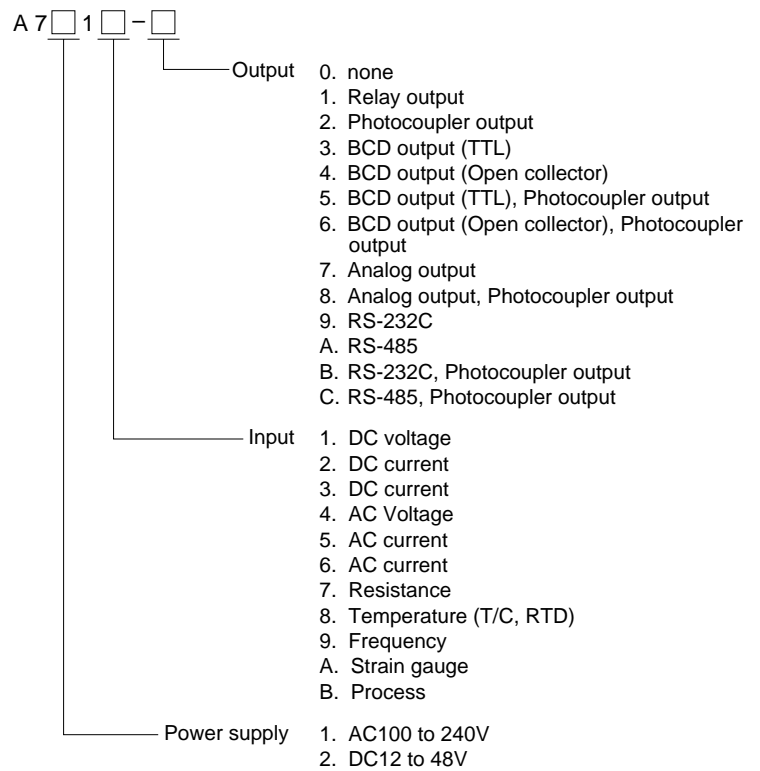 A 7□ 1 □ – □
Output
0. none
1. Relay output
2. Photocoupler output
3. BCD output (TTL)
4. BCD output (Open collector)
5. BCD output (TTL), Photocoupler output
6. BCD output (Open collector), Photocoupler
output
7. Analog output
8. Analog output, Photocoupler output
9. RS-232C
A. RS-485
B. RS-232C, Photocoupler output
C. RS-485, Photocoupler output
Input
1. DC voltage
2. DC current
3. DC current
4. AC Voltage
5. AC current
6. AC current
7. Resistance
8. Temperature (T/C, RTD)
9. Frequency
A. Strain gauge
B. Process
Power supply
1. AC100 to 240V
2. DC12 to 48V